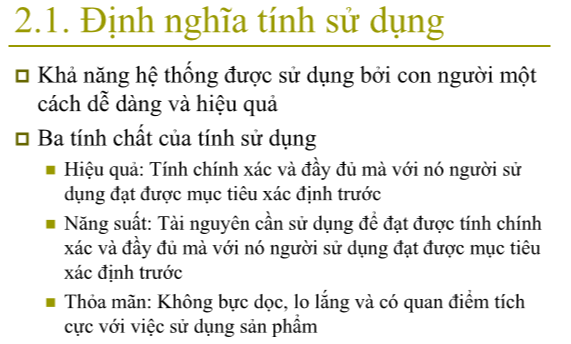 2.1. Định nghĩa tính sử dụng
Khả năng hệ thống được sử dụng bởi con người một
cách dễ dàng và hiệu quả
Ba tính chất của tính sử dụng
Hiệu quả: Tính chính xác và đầy đủ mà với nó người sử
dụng đạt được mục tiêu xác định trước
Năng suất: Tài nguyên cần sử dụng để đạt được tính chính
xác và đầy đủ mà với nó người sử dụng đạt được mục tiêu
xác định trước
Thỏa mãn: Không bực dọc, lo lắng và có quan điểm tích
cực với việc sử dụng sản phẩm